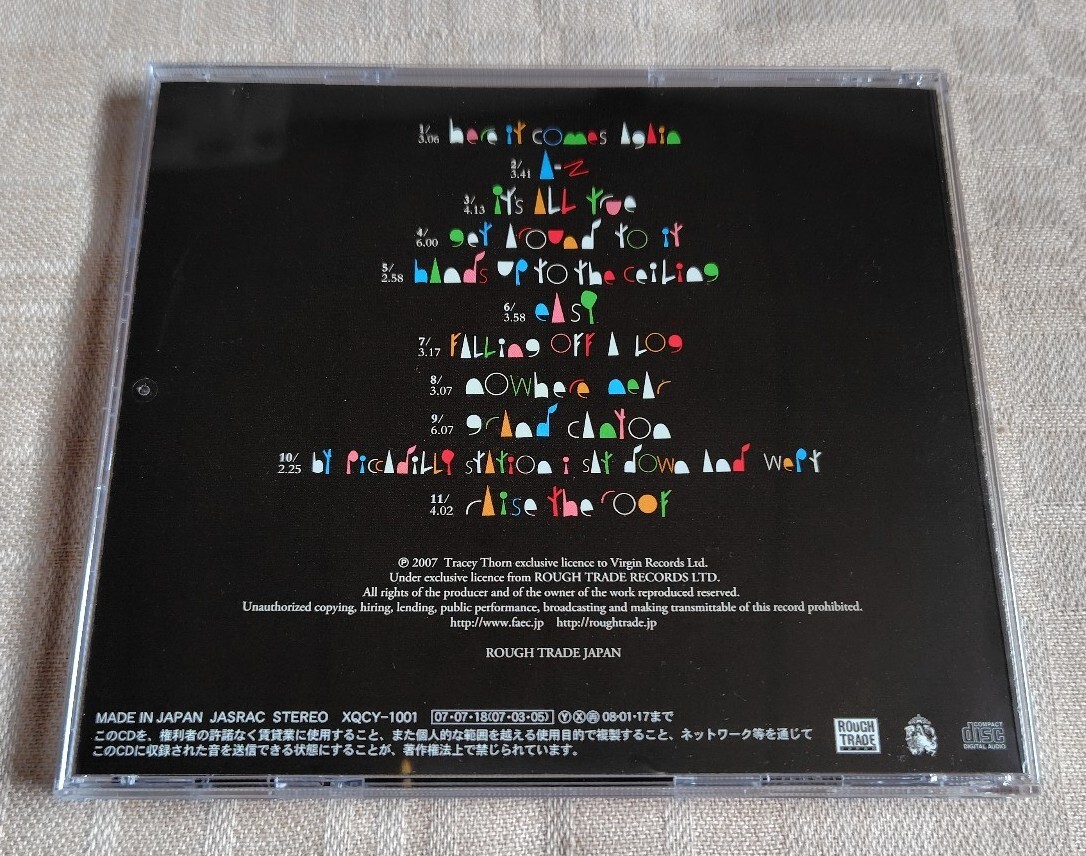 1/ 3.06 here it comes Again
2/ 3.41 A-Z
3/ 4.13 it's ALL true
4/ 6.00 get Around to it
5/ 2.58 hands up to the ceiling
6/ 3.58 easy
7/ 3.17 FALLing OFF A LOg
8/ 3.07 nOwhere near
9/ 6.07 grand cAnyOn
10/ 2.25 by piccAdiLLy stAtiOn i sAt dOwn And wept
11/ 4.02 rAise the rOOf
℗ 2007 Tracey Thorn exclusive licence to Virgin Records Ltd.
Under exclusive licence from ROUGH TRADE RECORDS LTD.
All rights of the producer and of the owner of the work reproduced reserved.
Unauthorized copying, hiring, lending, public performance, broadcasting and making transmittable of this record prohibited.
http://www.faec.jp http://roughtrade.jp
ROUGH TRADE JAPAN
MADE IN JAPAN JASRAC STEREO XQCY-1001 07・07・18(07・03・05) Ⓨ Ⓧ 08・01・17まで
このCDを、権利者の許諾なく賃貸業に使用すること、また個人的な範囲を越える使用目的で複製すること、ネットワーク等を通じて
このCDに収録された音を送信できる状態にすることが、著作権法上で禁じられています。
ROUGH TRADE
COMPACT disc DIGITAL AUDIO